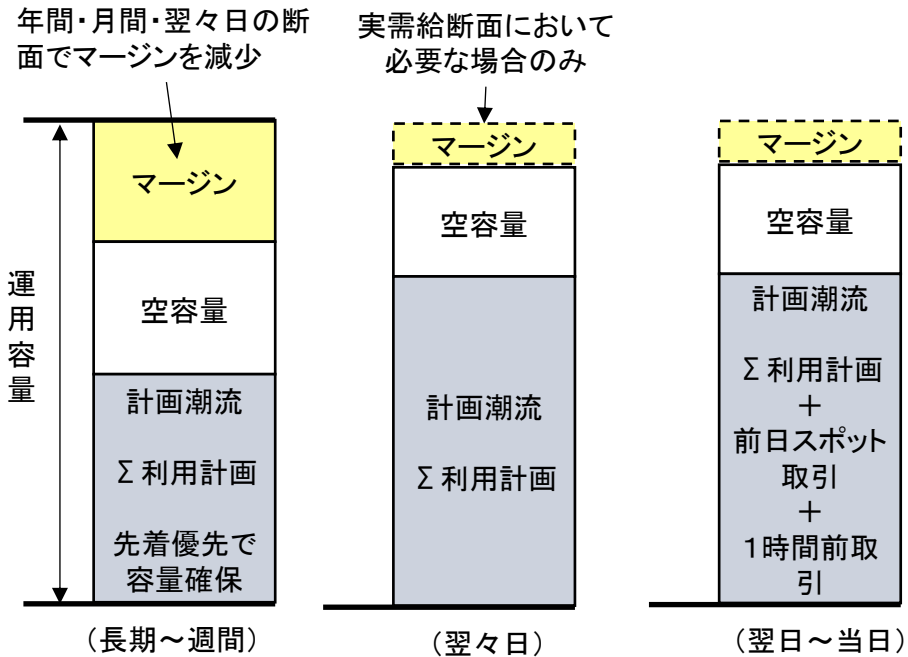 年間・月間・翌々日の断
面でマージンを減少
実需給断面において
必要な場合のみ
運用容量
マージン
空容量
計画潮流
Σ利用計画
先着優先で
容量確保
（長期～週間）
マージン
空容量
計画潮流
Σ利用計画
（翌々日）
マージン
空容量
計画潮流
Σ利用計画
＋
前日スポット
取引
＋
１時間前取
引
（翌日～当日）